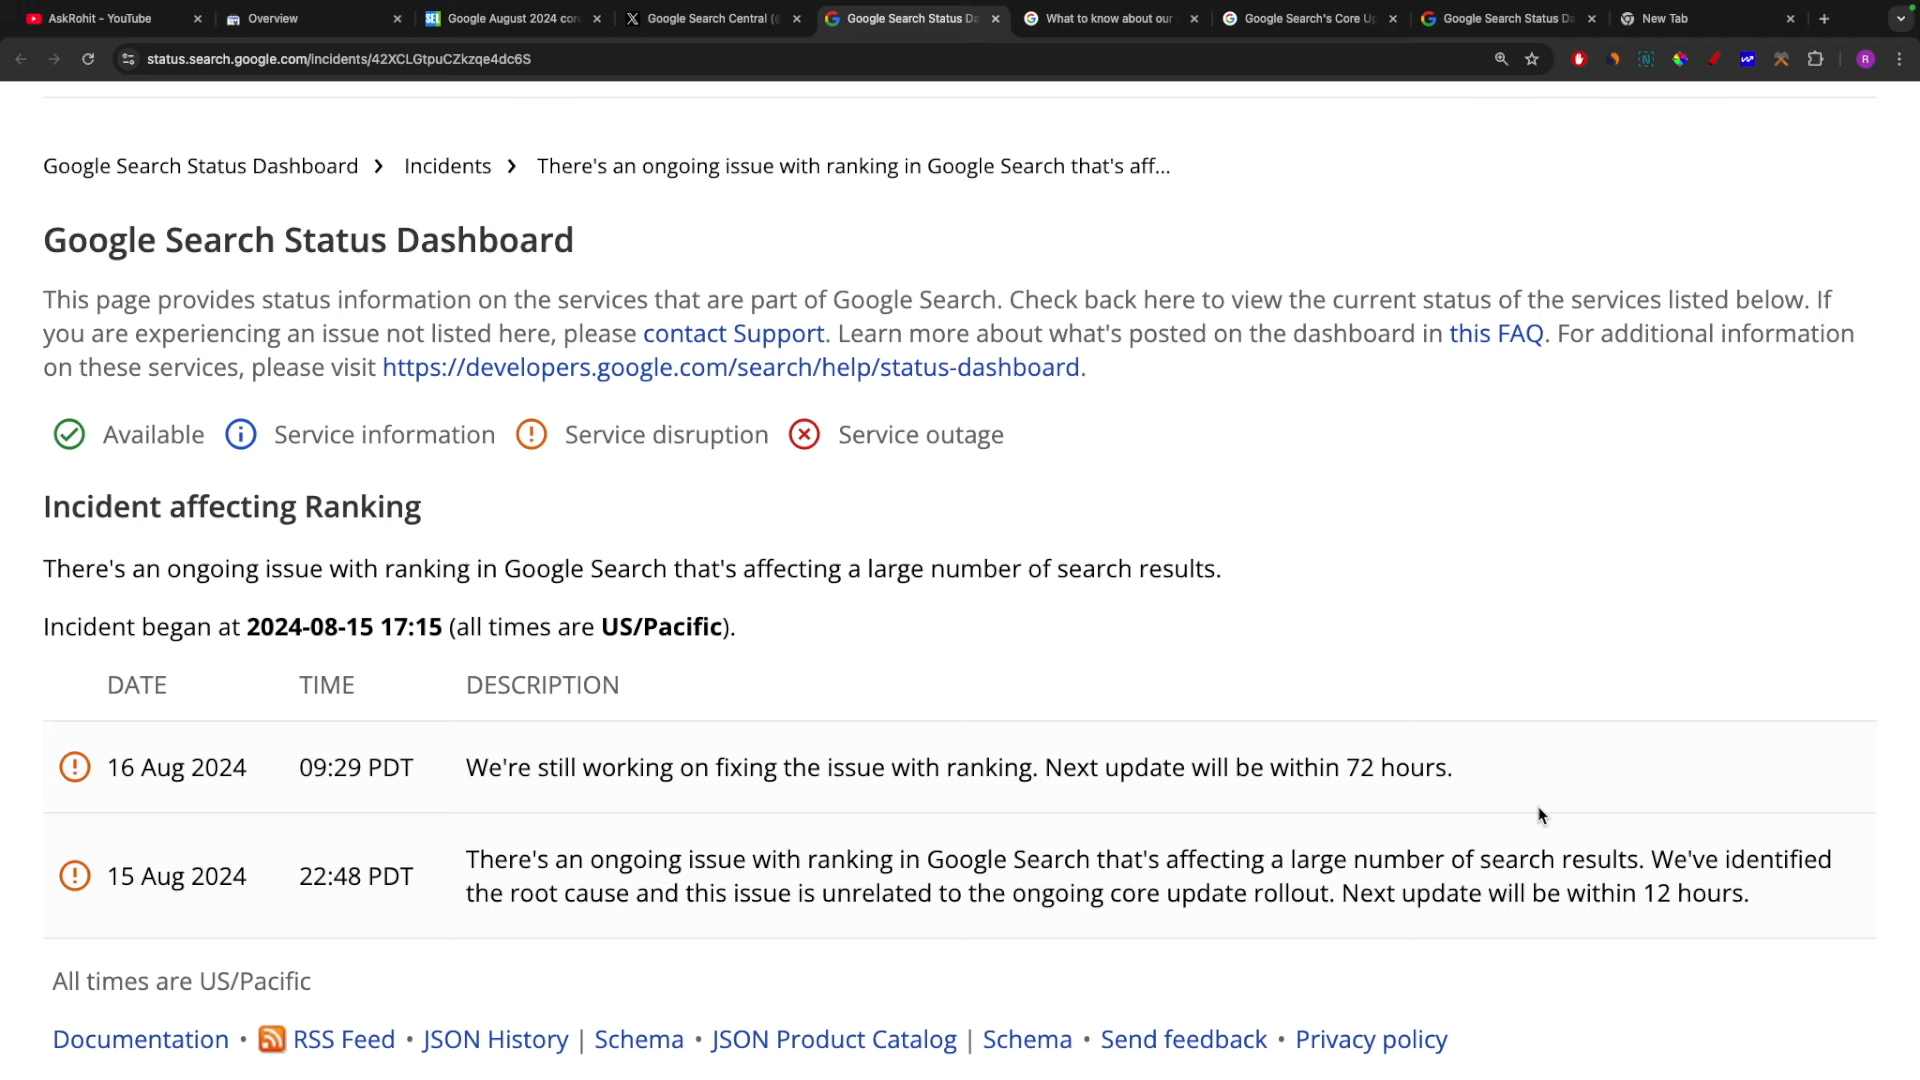 AskRohit - YouTube
Overview
Google August 2024 cor
Google Search Central (
Google Search Status Da
What to know about our
Google Search's Core Up
Google Search Status Da
New Tab
status.search.google.com/incidents/42XCLGtpuCZkzqe4dc6S
R
Google Search Status Dashboard > Incidents > There's an ongoing issue with ranking in Google Search that's aff...
Google Search Status Dashboard
This page provides status information on the services that are part of Google Search. Check back here to view the current status of the services listed below. If
you are experiencing an issue not listed here, please contact Support. Learn more about what's posted on the dashboard in this FAQ. For additional information
on these services, please visit https://developers.google.com/search/help/status-dashboard.
Available Service information Service disruption Service outage
Incident affecting Ranking
There's an ongoing issue with ranking in Google Search that's affecting a large number of search results.
Incident began at 2024-08-15 17:15 (all times are US/Pacific).
DATE TIME DESCRIPTION
16 Aug 2024 09:29 PDT We're still working on fixing the issue with ranking. Next update will be within 72 hours.
15 Aug 2024 22:48 PDT There's an ongoing issue with ranking in Google Search that's affecting a large number of search results. We've identified
the root cause and this issue is unrelated to the ongoing core update rollout. Next update will be within 12 hours.
All times are US/Pacific
Documentation • RSS Feed • JSON History | Schema • JSON Product Catalog | Schema • Send feedback • Privacy policy